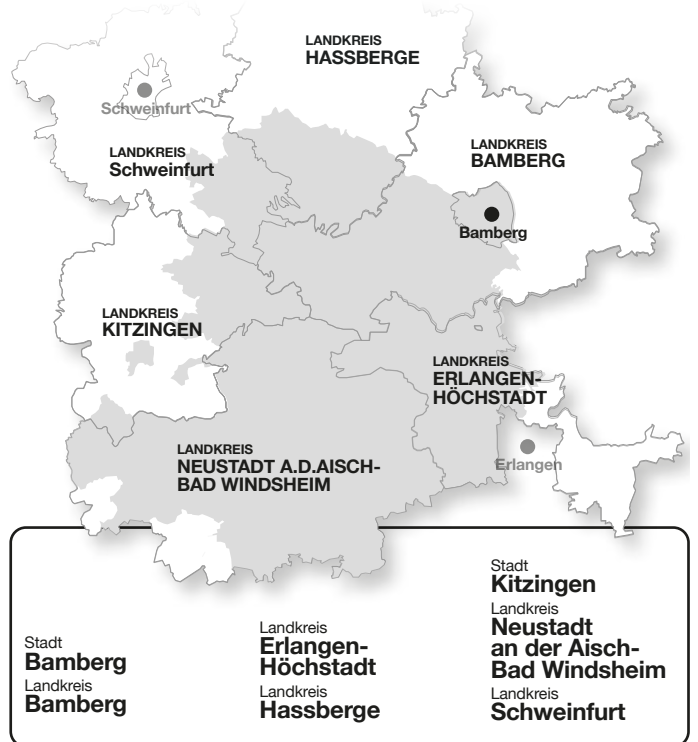 LANDKREIS
HASSBERGE
Schweinfurt
LANDKREIS
Schweinfurt
LANDKREIS
BAMBERG
Bamberg
LANDKREIS
KITZINGEN
LANDKREIS
ERLANGEN-
HÖCHSTADT
LANDKREIS
NEUSTADT A.D.AISCH-
BAD WINDSHEIM
Erlangen
Stadt
Bamberg
Landkreis
Bamberg
Landkreis
Erlangen-
Höchstadt
Landkreis
Hassberge
Stadt
Kitzingen
Landkreis
Neustadt
an der Aisch-
Bad Windsheim
Landkreis
Schweinfurt